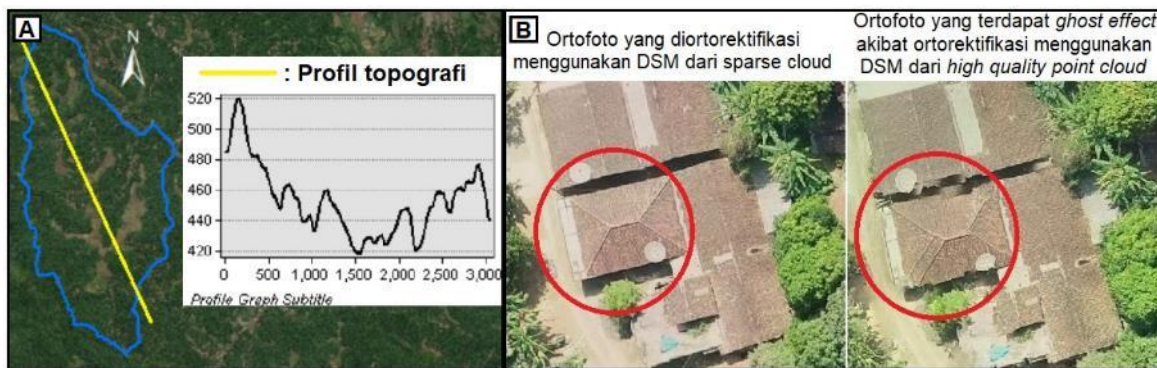 A
N
: Profil topografi
520
500
480
460
440
420
0
500
1,000
1,500
2,000
2,500
3,000
Profile Graph Subtitle
B
Ortofoto yang diortorektifikasi
menggunakan DSM dari sparse cloud
Ortofoto yang terdapat ghost effect
akibat ortorektifikasi menggunakan
DSM dari high quality point cloud